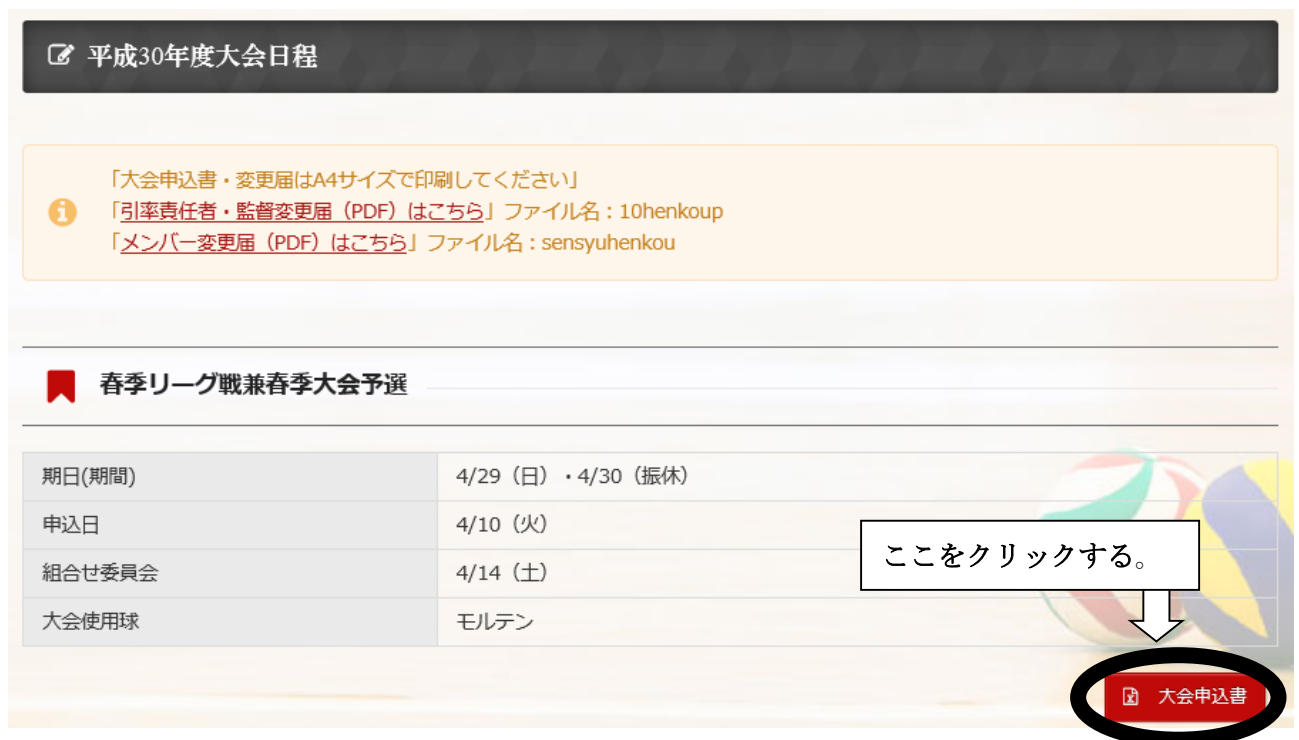 平成30年度大会日程
「大会申込書・変更届はA4サイズで印刷してください」
「引率責任者・監督変更届（PDF）はこちら」ファイル名：10henkoup
「メンバー変更届（PDF）はこちら」ファイル名：sensyuhenkou
春季リーグ戦兼春季大会予選
期日(期間) 4/29（日）・4/30（振休）
申込日 4/10（火）
組合せ委員会 4/14（土）
大会使用球 モルテン
ここをクリックする。
大会申込書